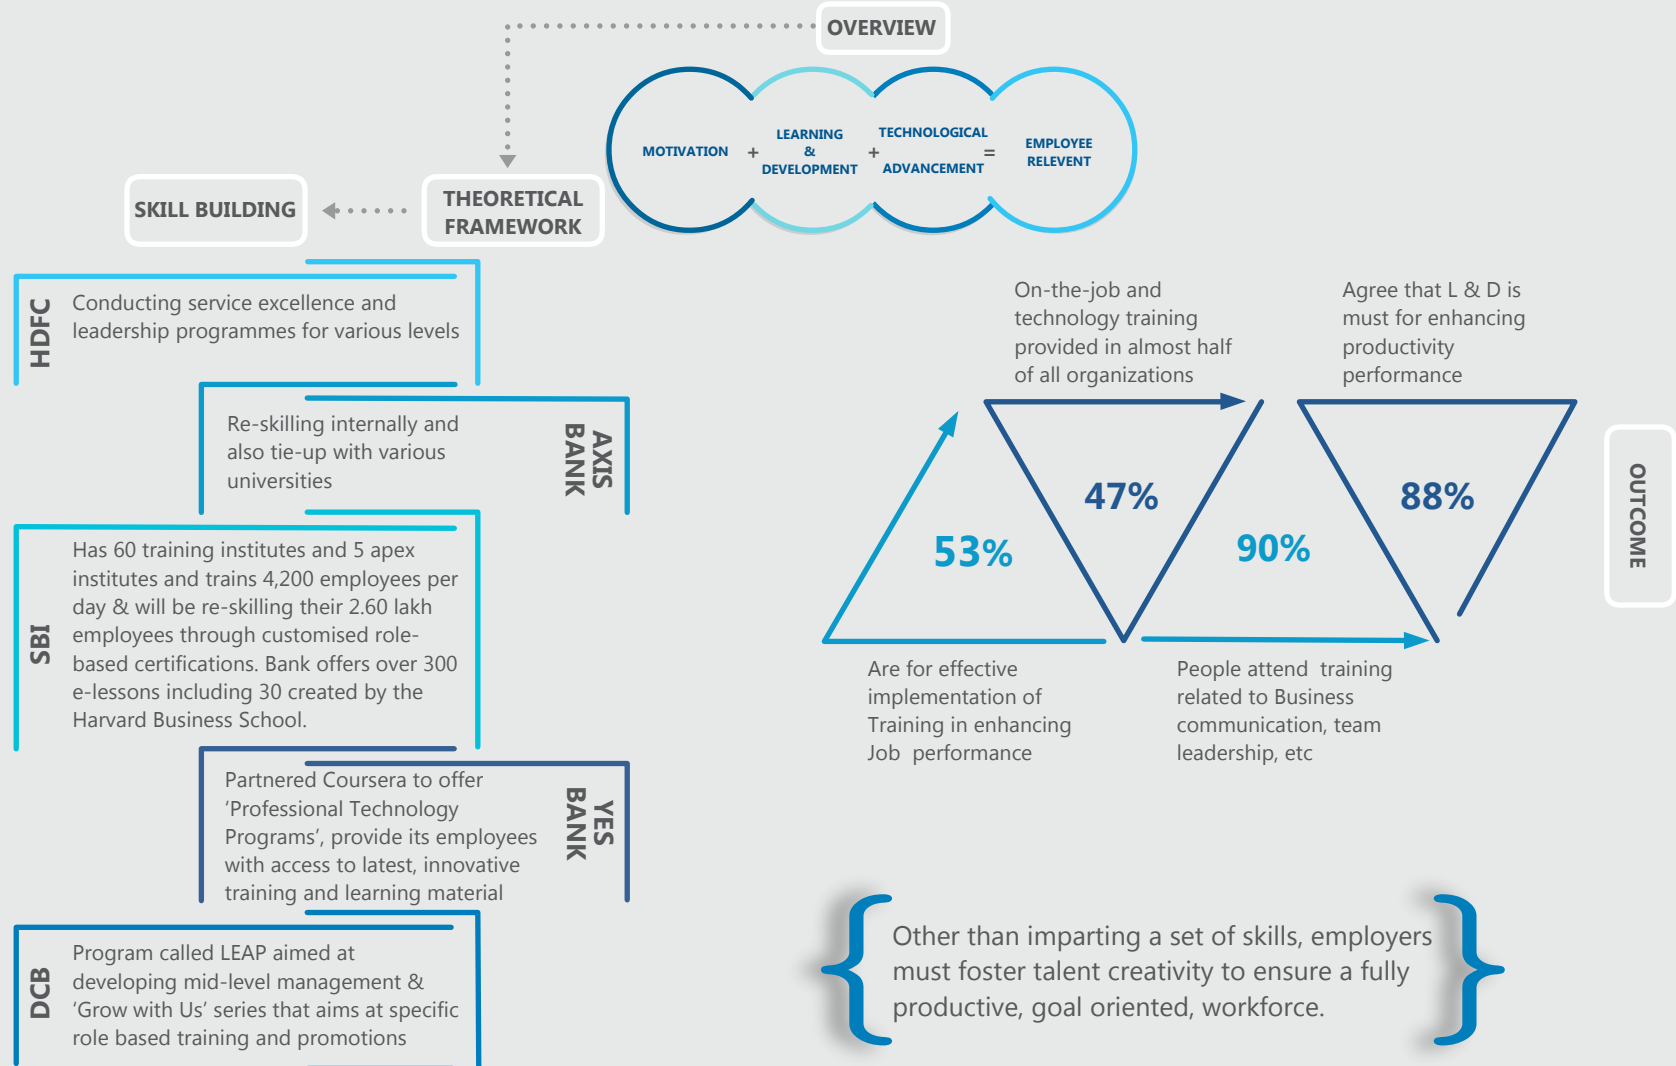 OVERVIEW
MOTIVATION
+
LEARNING
&
DEVELOPMENT
+
TECHNOLOGICAL
ADVANCEMENT
=
EMPLOYEE
RELEVENT
THEORETICAL
FRAMEWORK
SKILL BUILDING
HDFC
Conducting service excellence and
leadership programmes for various levels
AXIS
BANK
Re-skilling internally and
also tie-up with various
universities
SBI
Has 60 training institutes and 5 apex
institutes and trains 4,200 employees per
day & will be re-skilling their 2.60 lakh
employees through customised role-
based certifications. Bank offers over 300
e-lessons including 30 created by the
Harvard Business School.
YES
BANK
Partnered Coursera to offer
‘Professional Technology
Programs’, provide its employees
with access to latest, innovative
training and learning material
DCB
Program called LEAP aimed at
developing mid-level management &
‘Grow with Us’ series that aims at specific
role based training and promotions
OUTCOME
53%
Are for effective
implementation of
Training in enhancing
Job performance
On-the-job and
technology training
provided in almost half
of all organizations
47%
90%
People attend training
related to Business
communication, team
leadership, etc
Agree that L & D is
must for enhancing
productivity
performance
88%
Other than imparting a set of skills, employers
must foster talent creativity to ensure a fully
productive, goal oriented, workforce.